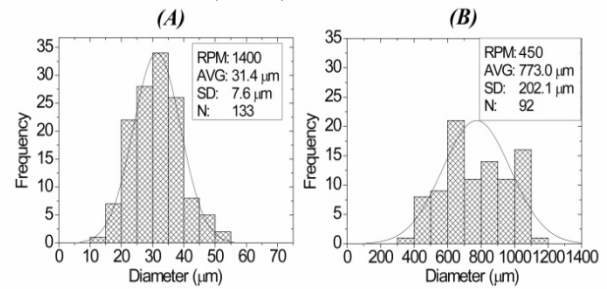 (A)
35
30
25
20
15
10
5
0
Frequency
RPM: 1400
AVG: 31.4 μm
SD: 7.6 μm
N: 133
0 10 20 30 40 50 60 70
Diameter (μm)
(B)
35
30
25
20
15
10
5
0
Frequency
RPM: 450
AVG: 773.0 μm
SD: 202.1 μm
N: 92
0 200 400 600 800 1000 1200 1400
Diameter (μm)